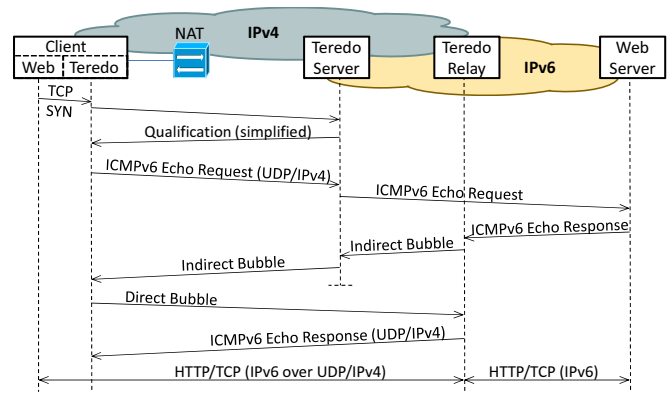 NAT
IPv4
Client
Web
Teredo
Teredo
Server
Teredo
Relay
IPv6
Web
Server
TCP
SYN
Qualification (simplified)
ICMPv6 Echo Request (UDP/IPv4)
ICMPv6 Echo Request
ICMPv6 Echo Response
Indirect Bubble
Indirect Bubble
Direct Bubble
ICMPv6 Echo Response (UDP/IPv4)
HTTP/TCP (IPv6 over UDP/IPv4)
HTTP/TCP (IPv6)